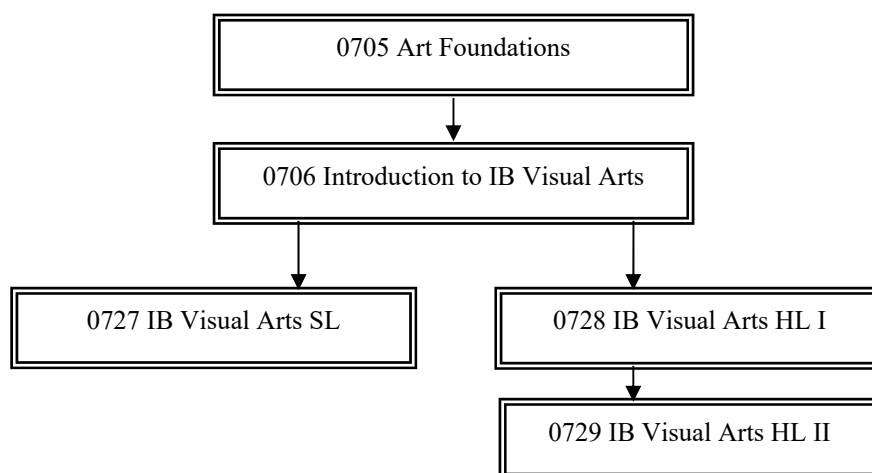 0705 Art Foundations
0706 Introduction to IB Visual Arts
0727 IB Visual Arts SL
0728 IB Visual Arts HL I
0729 IB Visual Arts HL II